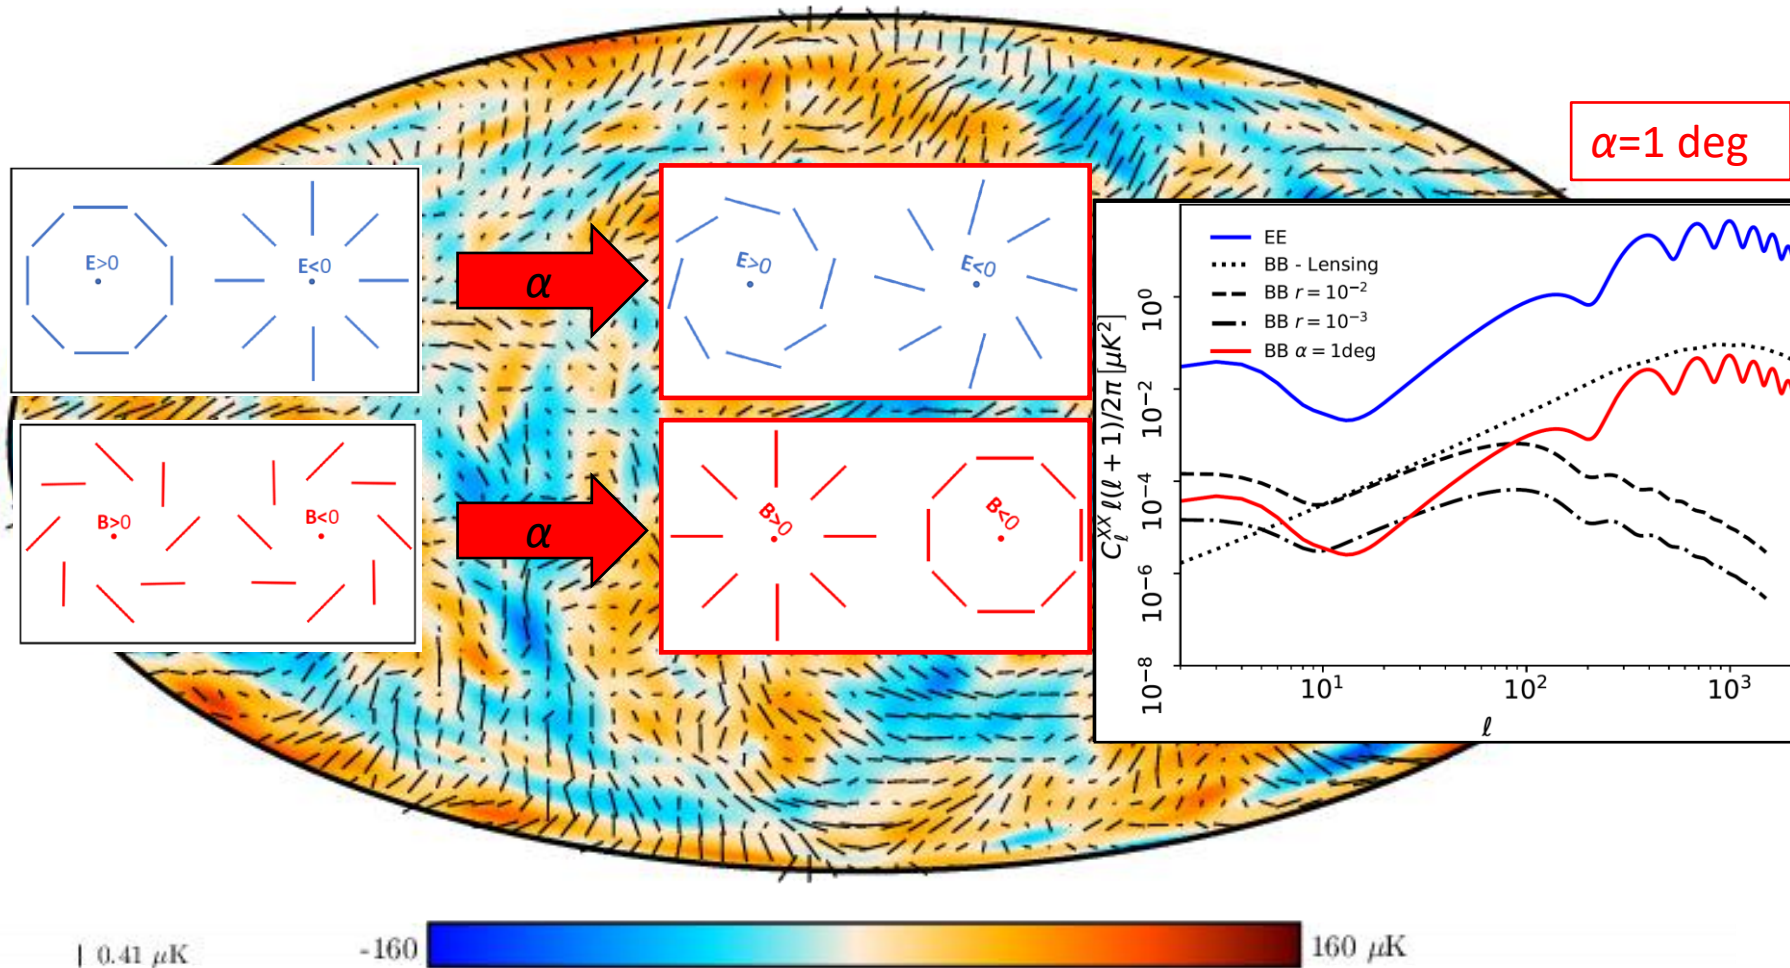 α=1 deg
E>0
E<0
α
E>0
E<0
B>0
B<0
α
B>0
B<0
EE
BB - Lensing
BB r = 10⁻²
BB r = 10⁻³
BB α = 1deg
C_ℓ^{XX} ℓ(ℓ + 1)/2π [μK²]
10⁰
10⁻²
10⁻⁴
10⁻⁶
10⁻⁸
10¹
10²
10³
ℓ
0.41 μK
-160
160 μK